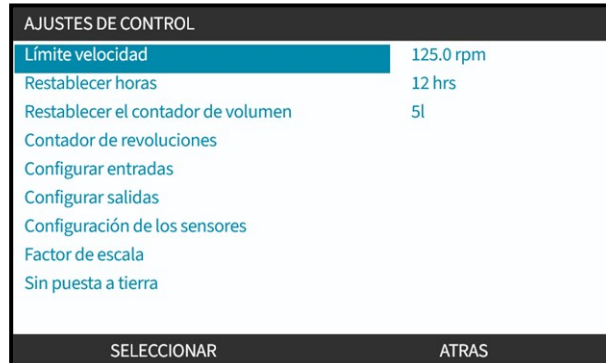 AJUSTES DE CONTROL
Límite velocidad 125.0 rpm
Restablecer horas 12 hrs
Restablecer el contador de volumen 5l
Contador de revoluciones
Configurar entradas
Configurar salidas
Configuración de los sensores
Factor de escala
Sin puesta a tierra
SELECCIONAR ATRAS